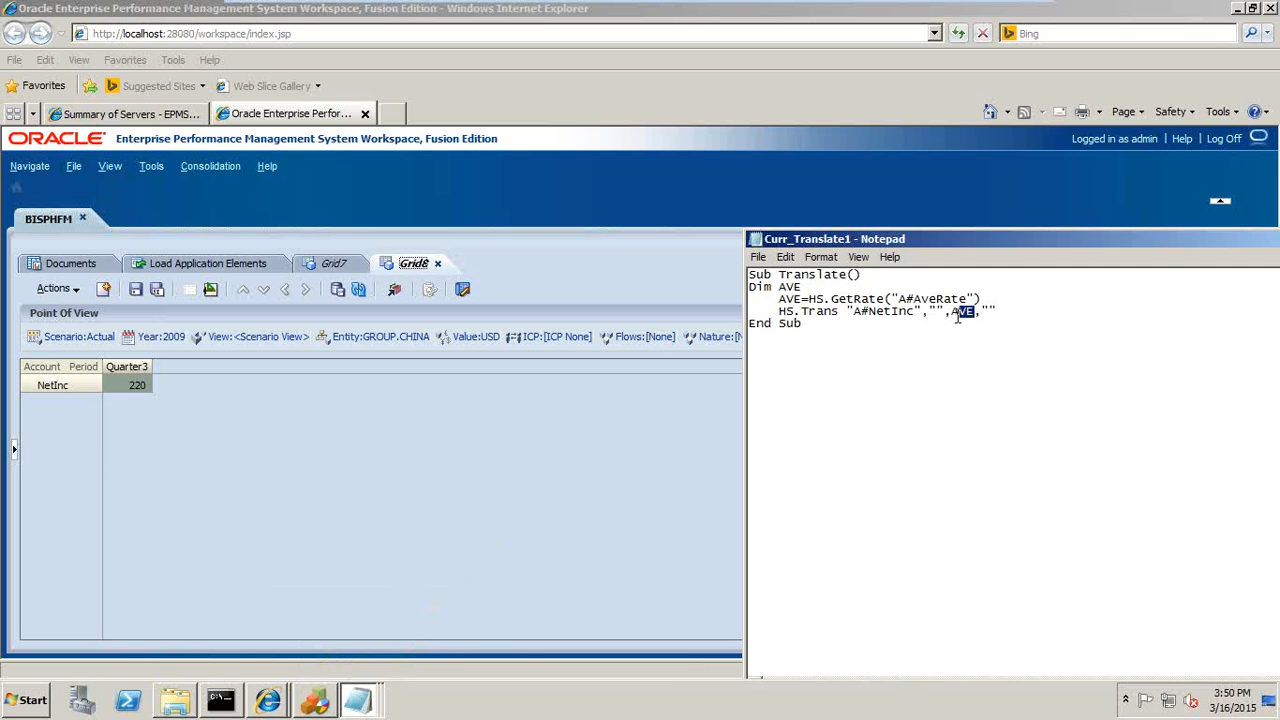 Oracle Enterprise Performance Management System Workspace, Fusion Edition - Windows Internet Explorer
http://localhost:28080/workspace/index.jsp
Bing
File Edit View Favorites Tools Help
Favorites Suggested Sites Web Slice Gallery
Summary of Servers - EPMS... Oracle Enterprise Perfor... Page Safety Tools
ORACLE Enterprise Performance Management System Workspace, Fusion Edition Logged in as admin | Help | Log Off
Navigate File View Tools Consolidation Help
BISPHFM
Documents Load Application Elements Grid7 Grid8
Actions
Point Of View
Scenario:Actual Year:2009 View:<Scenario View> Entity:GROUP.CHINA Value:USD ICP:[ICP None] Flows:[None] Nature:[N
Account Period Quarter3
NetInc 220
Curr_Translate1 - Notepad
File Edit Format View Help
Sub Translate()
Dim AVE
AVE=HS.GetRate("A#AveRate")
HS.Trans "A#NetInc","",AVE,""
End Sub
Start
3:50 PM
3/16/2015